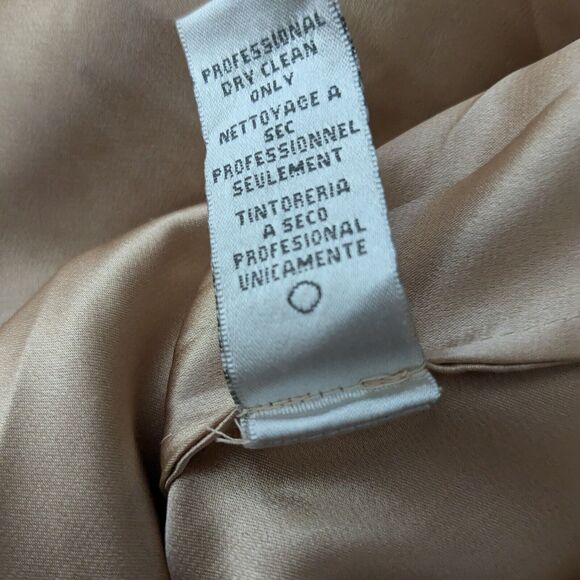 PROFESSIONAL
DRY CLEAN
ONLY
NETTOYAGE A
SEC
PROFESSIONNEL
SEULEMENT
TINTORERIA
A SECO
PROFESIONAL
UNICAMENTE